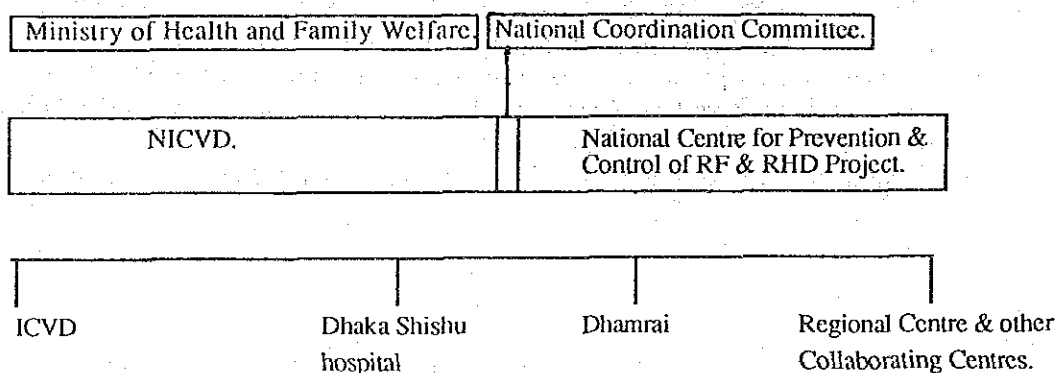 Ministry of Health and Family Welfare. National Coordination Committee.
NICVD. National Centre for Prevention &
Control of RF & RHD Project.
ICVD Dhaka Shishu Dhamrai Regional Centre & other
hospital Collaborating Centres.